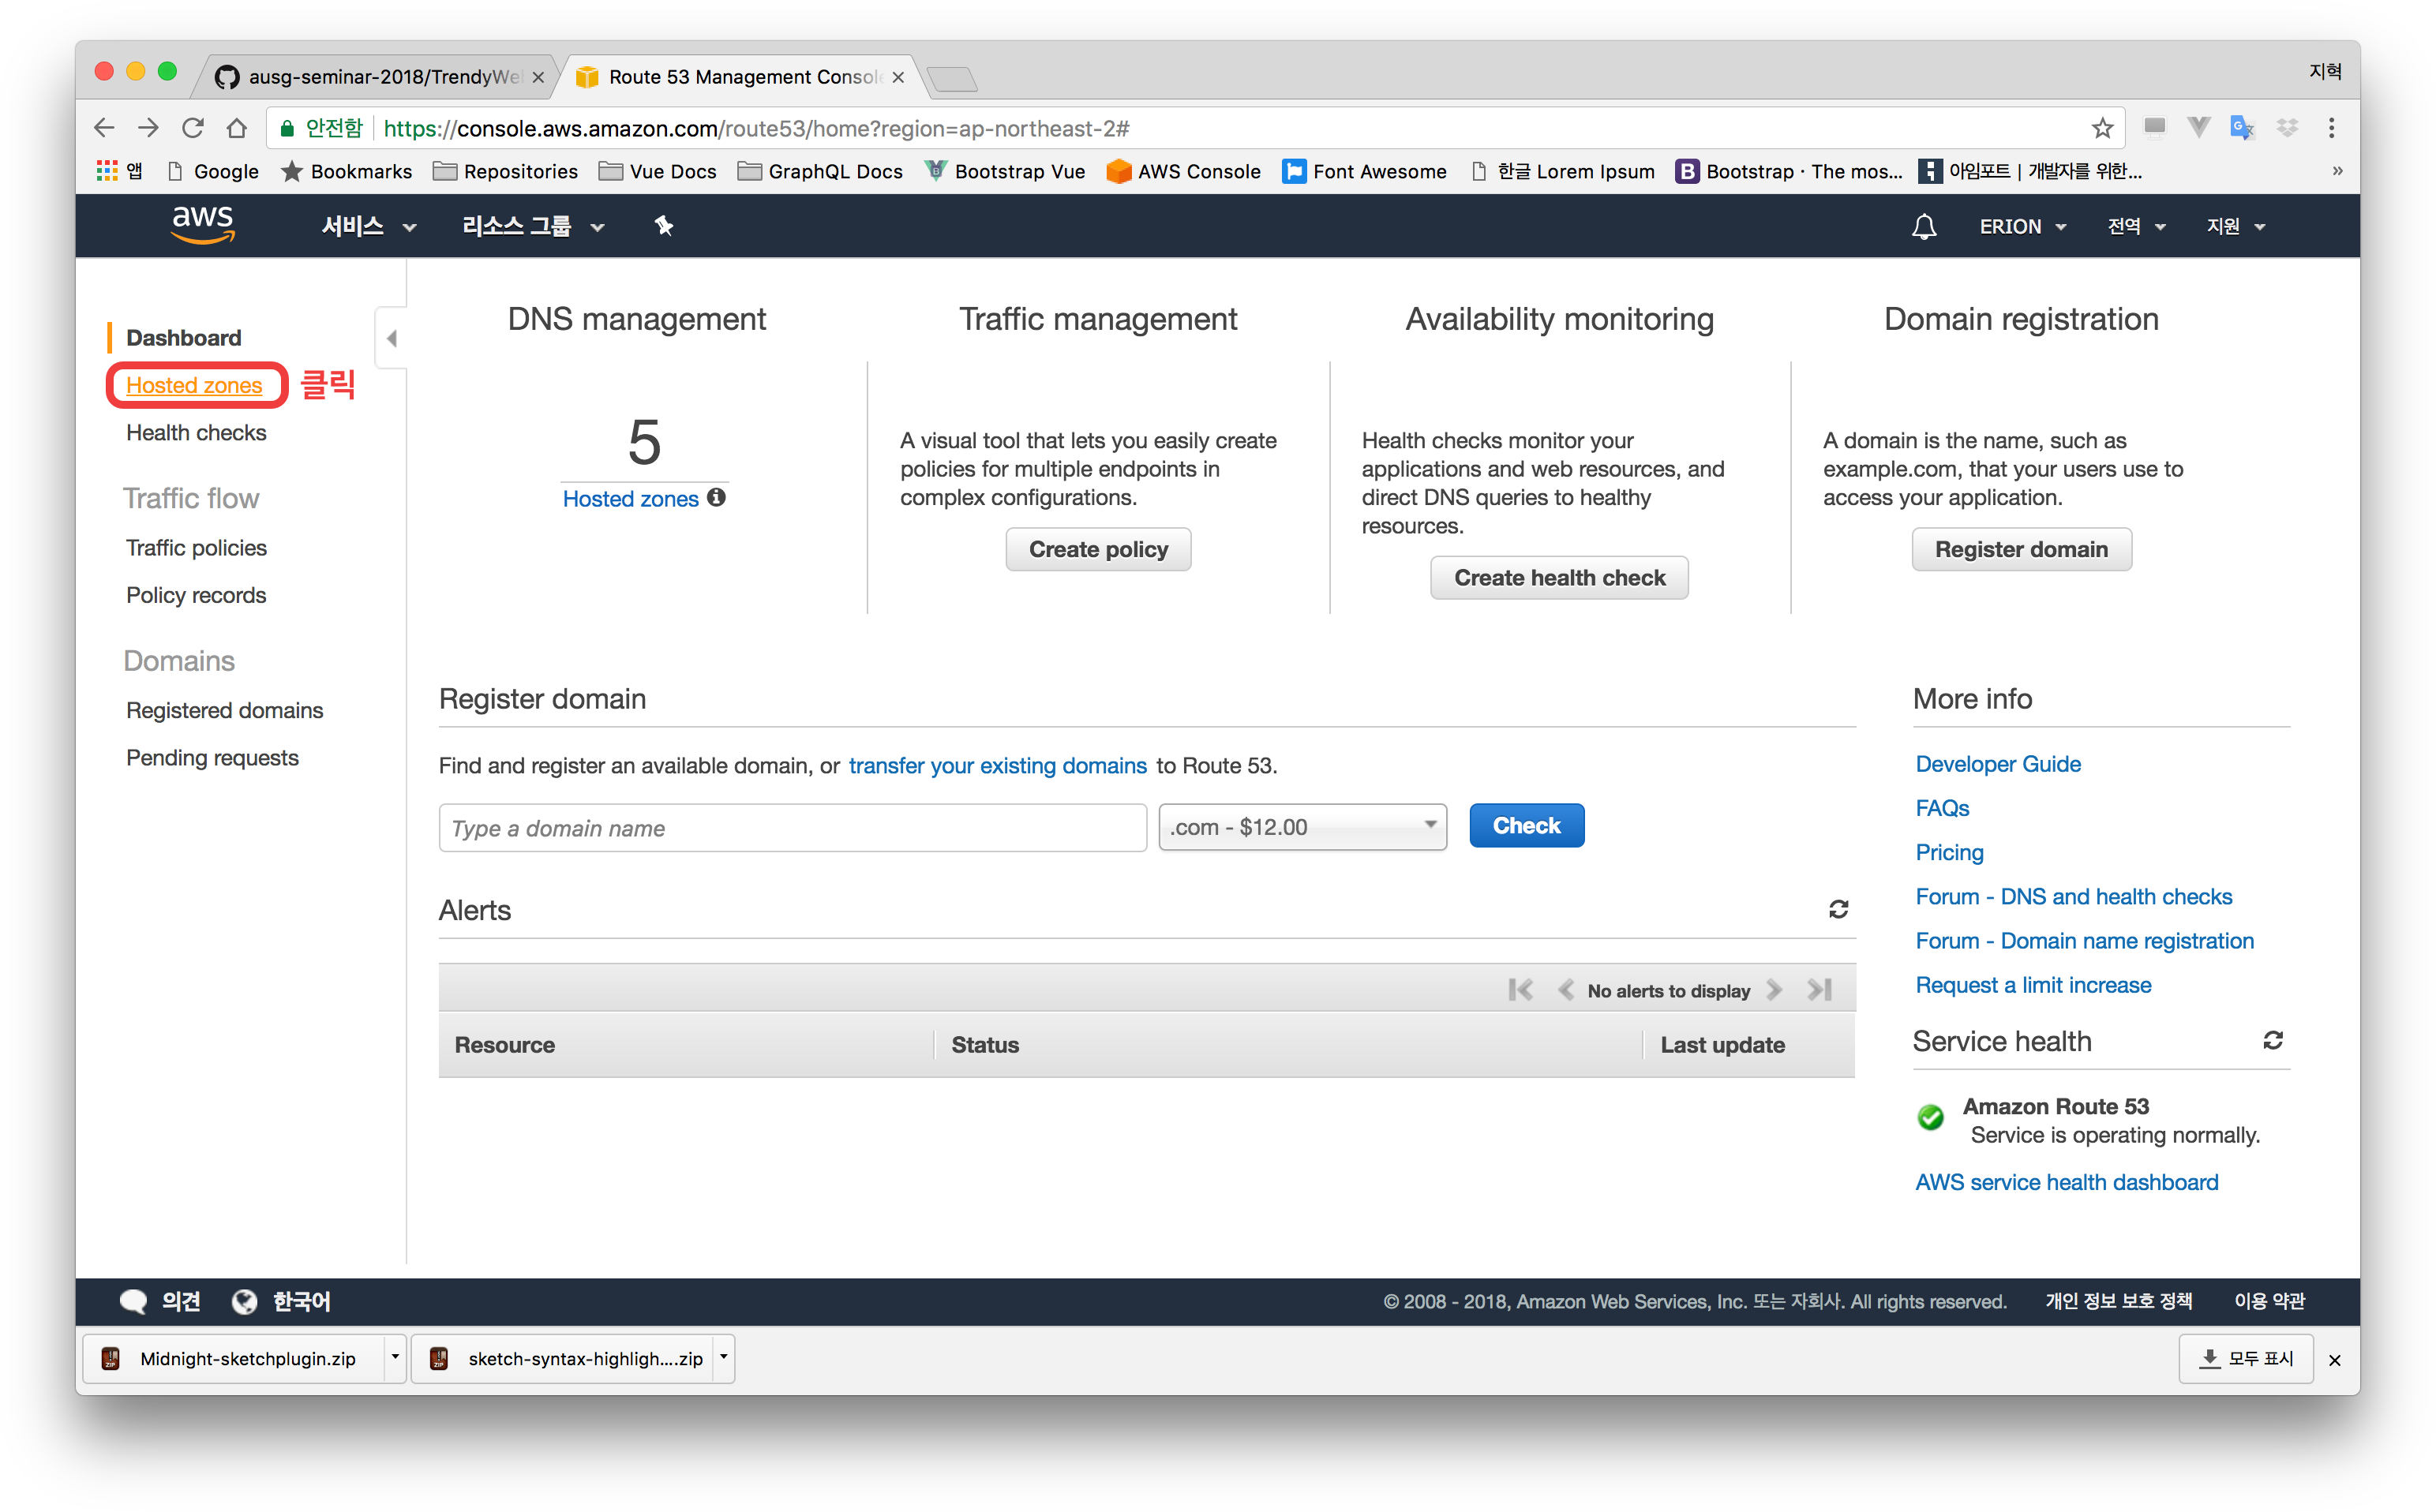 ausg-seminar-2018/TrendyWe
Route 53 Management Console
지혁
안전함 https://console.aws.amazon.com/route53/home?region=ap-northeast-2#
앱 Google Bookmarks Repositories Vue Docs GraphQL Docs Bootstrap Vue AWS Console Font Awesome 한글 Lorem Ipsum Bootstrap · The mos... 아임포트 | 개발자를 위한...
aws 서비스 리소스 그룹 ERION 전역 지원
Dashboard
Hosted zones 클릭
Health checks
Traffic flow
Traffic policies
Policy records
Domains
Registered domains
Pending requests
DNS management
5
Hosted zones
Traffic management
A visual tool that lets you easily create
policies for multiple endpoints in
complex configurations.
Create policy
Availability monitoring
Health checks monitor your
applications and web resources, and
direct DNS queries to healthy
resources.
Create health check
Domain registration
A domain is the name, such as
example.com, that your users use to
access your application.
Register domain
Register domain
Find and register an available domain, or transfer your existing domains to Route 53.
Type a domain name .com - $12.00 Check
Alerts
No alerts to display
Resource Status Last update
More info
Developer Guide
FAQs
Pricing
Forum - DNS and health checks
Forum - Domain name registration
Request a limit increase
Service health
Amazon Route 53
Service is operating normally.
AWS service health dashboard
의견 한국어 © 2008 - 2018, Amazon Web Services, Inc. 또는 자회사. All rights reserved. 개인 정보 보호 정책 이용 약관
Midnight-sketchplugin.zip sketch-syntax-highligh....zip 모두 표시